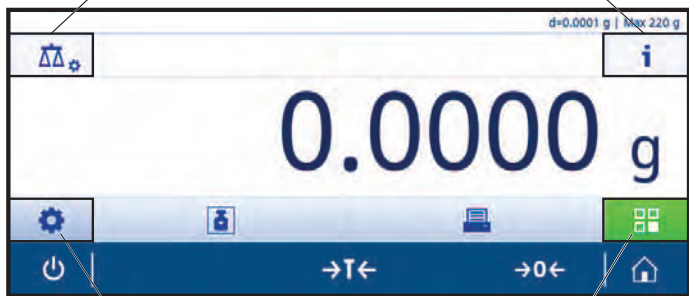 d=0.0001 g | Max 220 g
i
0.0000 g
→T← →0←